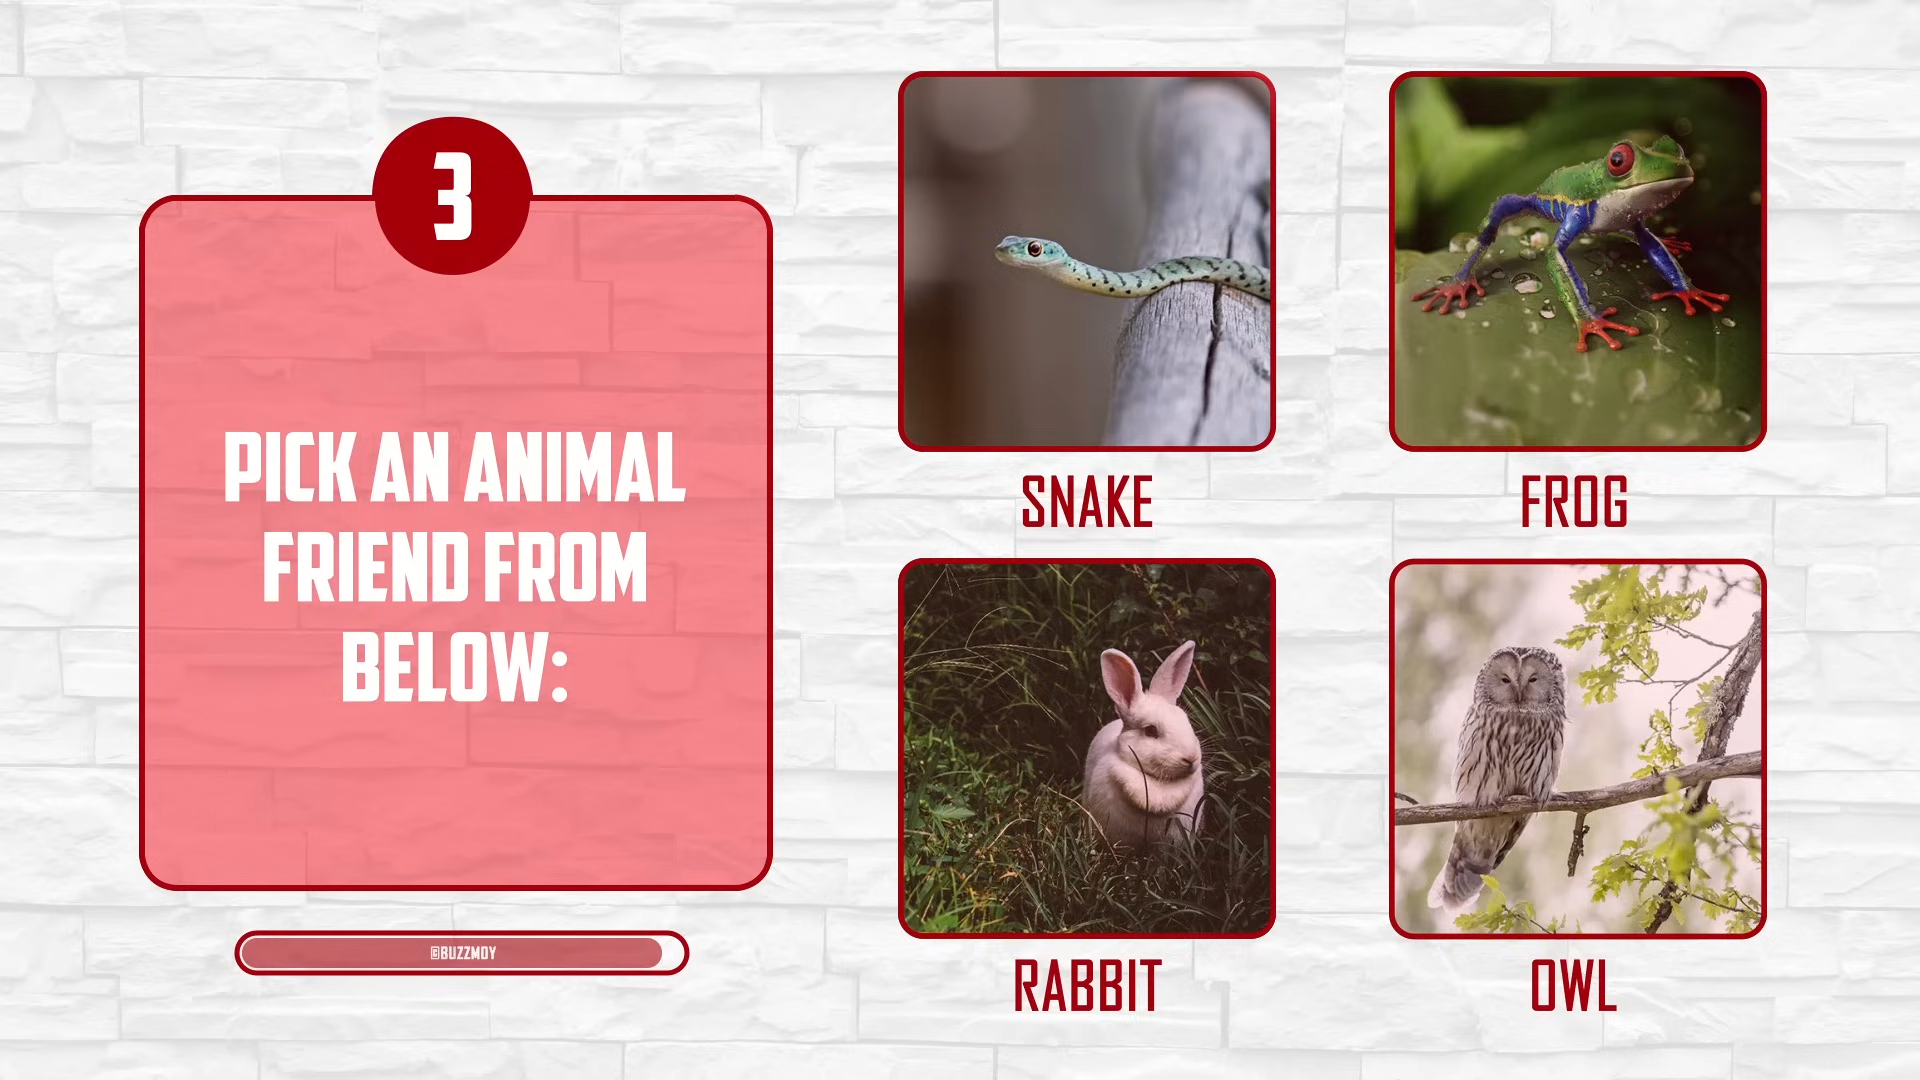 3
PICK AN ANIMAL
FRIEND FROM
BELOW:
©BUZZMOY
SNAKE
FROG
RABBIT
OWL